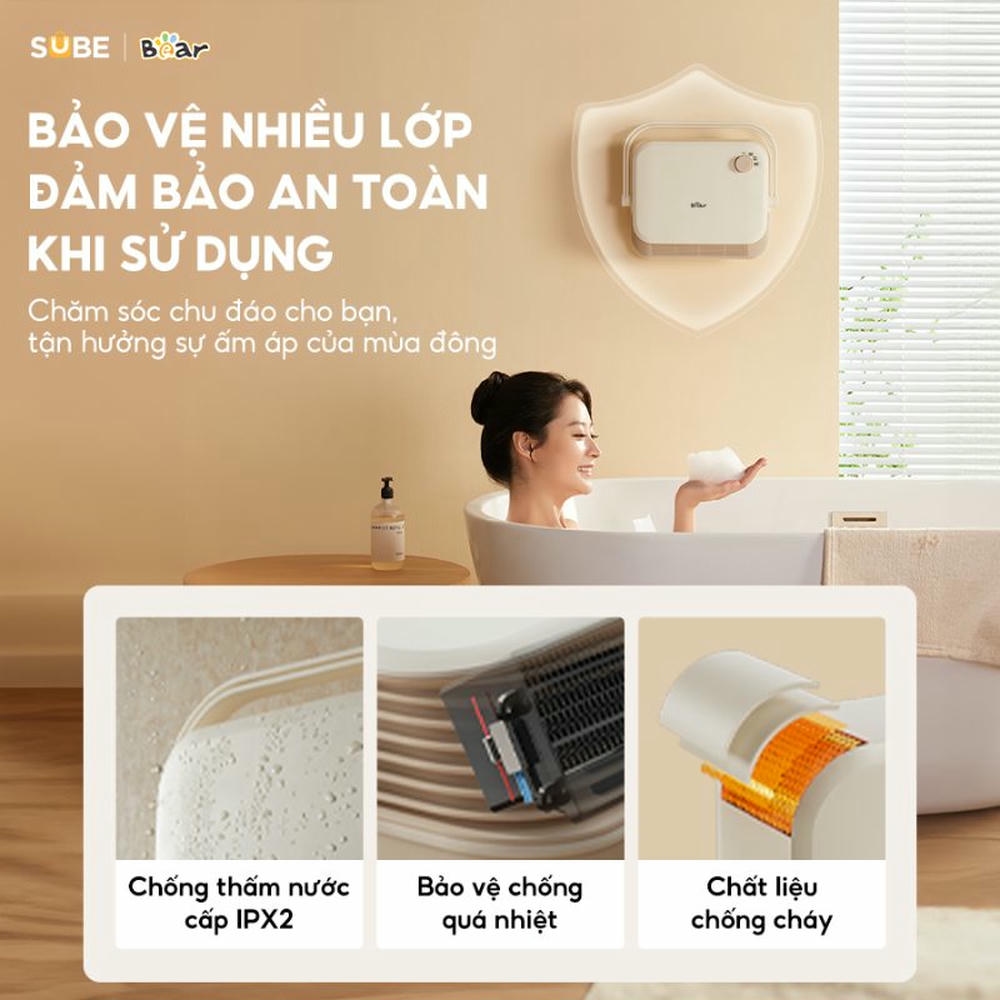 SUBE | Bear
BẢO VỆ NHIỀU LỚP
ĐẢM BẢO AN TOÀN
KHI SỬ DỤNG
Chăm sóc chu đáo cho bạn,
tận hưởng sự ấm áp của mùa đông
Bear
Chống thấm nước
cấp IPX2
Bảo vệ chống
quá nhiệt
Chất liệu
chống cháy